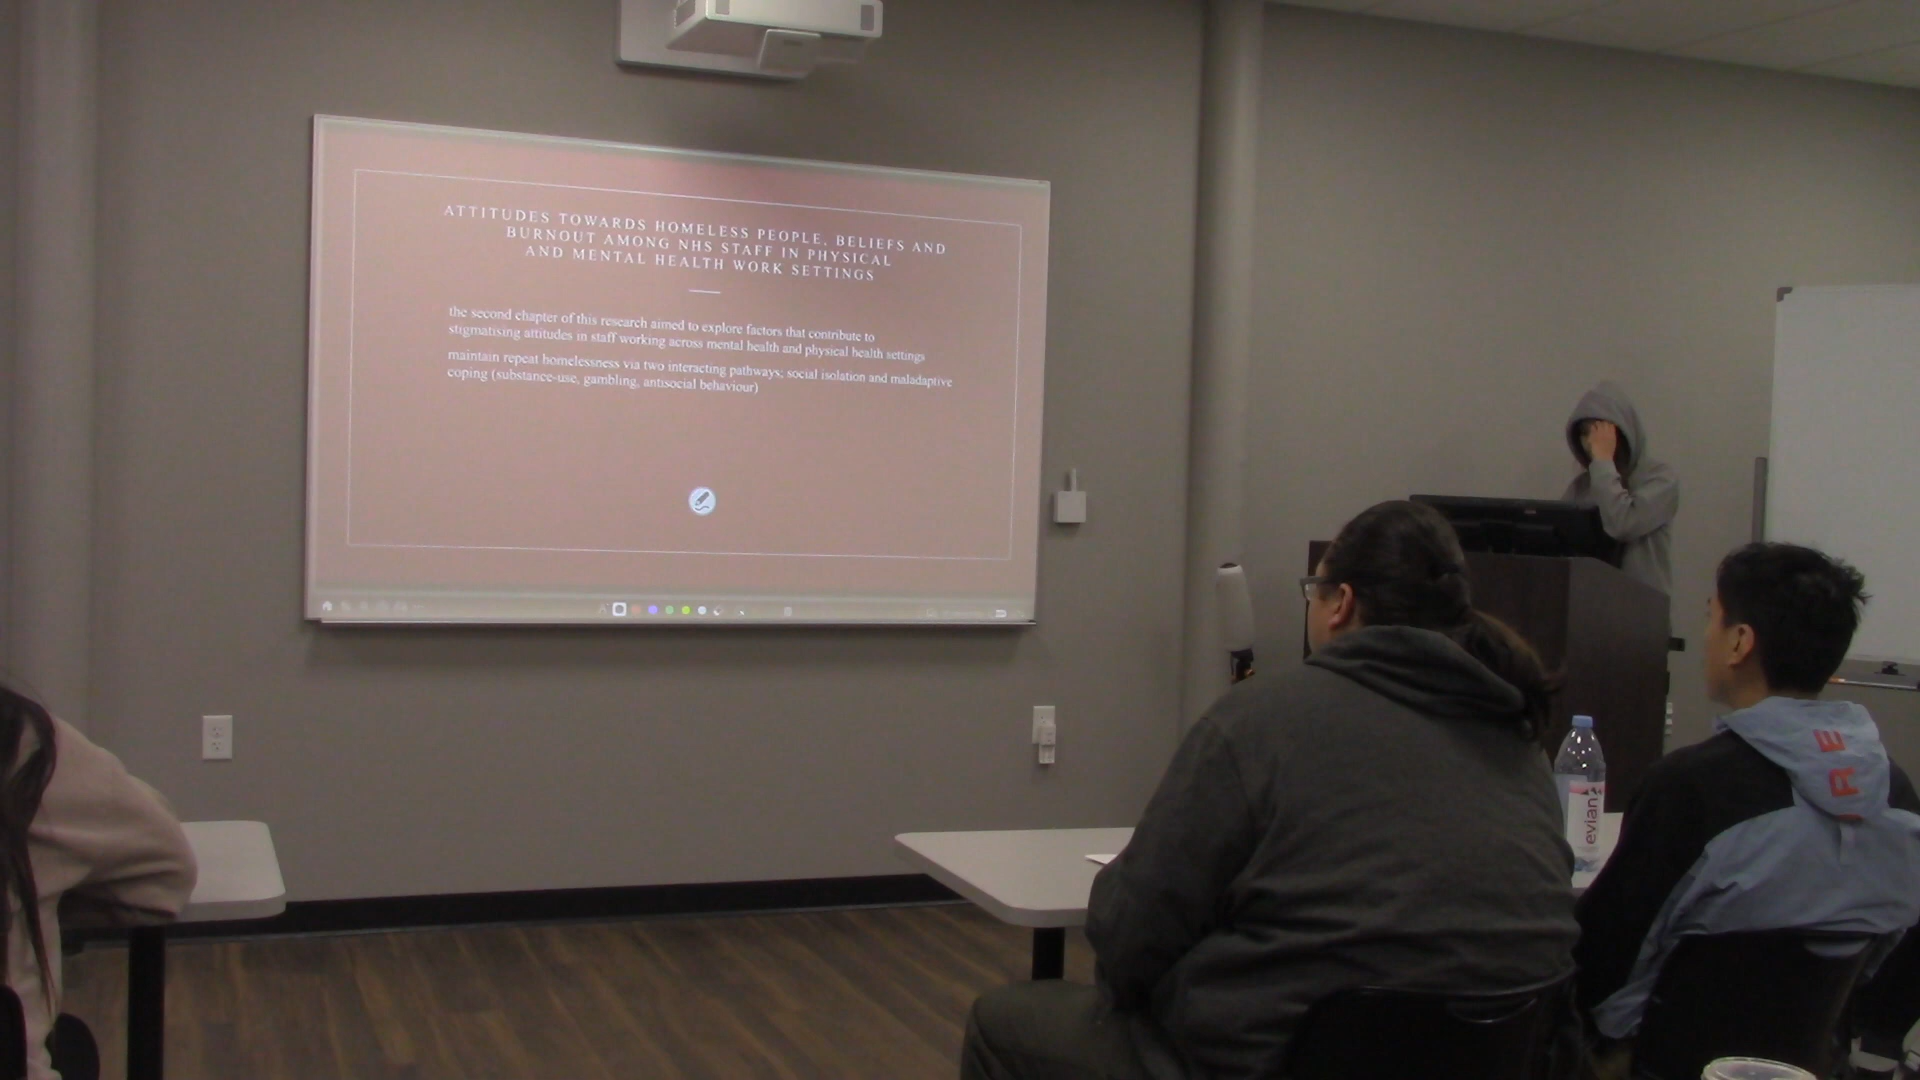 ATTITUDES TOWARDS HOMELESS PEOPLE, BELIEFS AND
BURNOUT AMONG NHS STAFF IN PHYSICAL
AND MENTAL HEALTH WORK SETTINGS
the second chapter of this research aimed to explore factors that contribute to
stigmatising attitudes in staff working across mental health and physical health settings
maintain repeat homelessness via two interacting pathways; social isolation and maladaptive
coping (substance-use, gambling, antisocial behaviour)
evian
RE